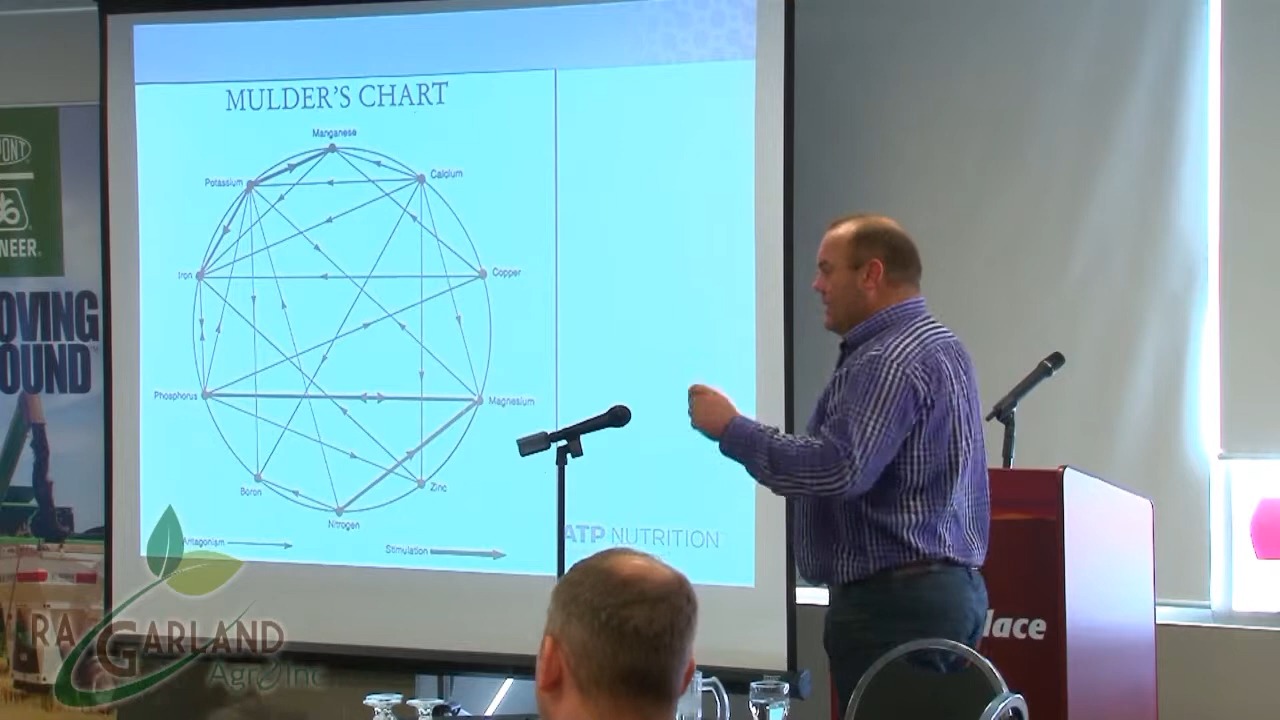 MULDER'S CHART
Manganese
Potassium
Calcium
Iron
Copper
Phosphorus
Magnesium
Boron
Zinc
Nitrogen
Antagonism
Stimulation
ATP NUTRITION
PONT
NEER.
OVING
OUND
RA
GARLAND
Agro Inc
lace